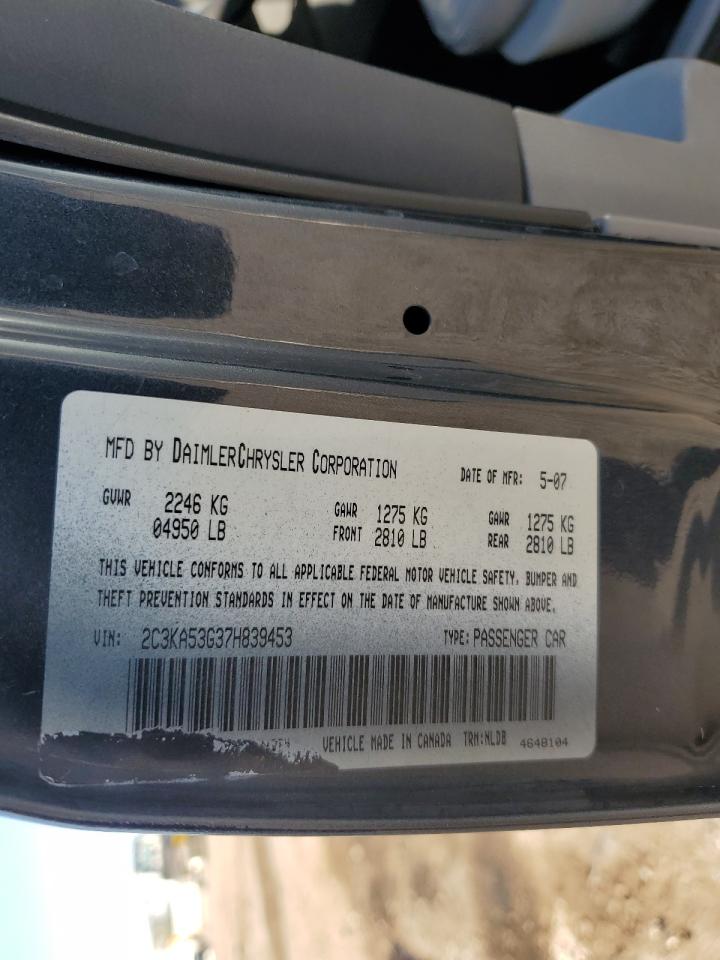 MFD BY DAIMLERCHRYSLER CORPORATION DATE OF MFR: 5-07
GVWR 2246 KG GAWR 1275 KG GAWR 1275 KG
04950 LB FRONT 2810 LB REAR 2810 LB
THIS VEHICLE CONFORMS TO ALL APPLICABLE FEDERAL MOTOR VEHICLE SAFETY, BUMPER AND
THEFT PREVENTION STANDARDS IN EFFECT ON THE DATE OF MANUFACTURE SHOWN ABOVE.
VIN: 2C3KA53G37H839453 TYPE: PASSENGER CAR
VEHICLE MADE IN CANADA TRM:NLDB 4648104